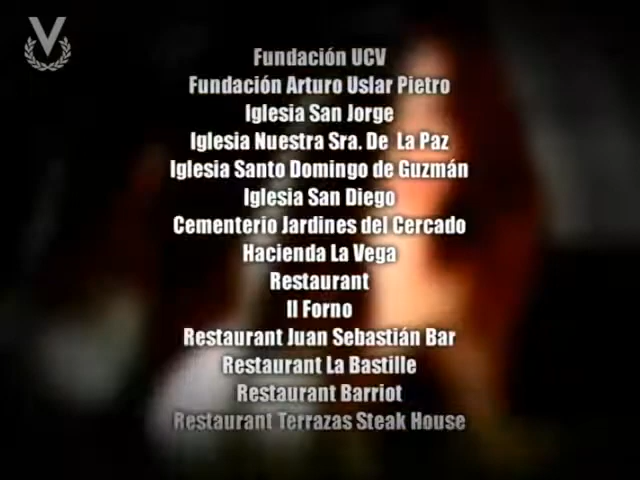 Fundación UCV
Fundación Arturo Uslar Pietro
Iglesia San Jorge
Iglesia Nuestra Sra. De La Paz
Iglesia Santo Domingo de Guzmán
Iglesia San Diego
Cementerio Jardines del Cercado
Hacienda La Vega
Restaurant
Il Forno
Restaurant Juan Sebastián Bar
Restaurant La Bastille
Restaurant Barriot
Restaurant Terrazas Steak House